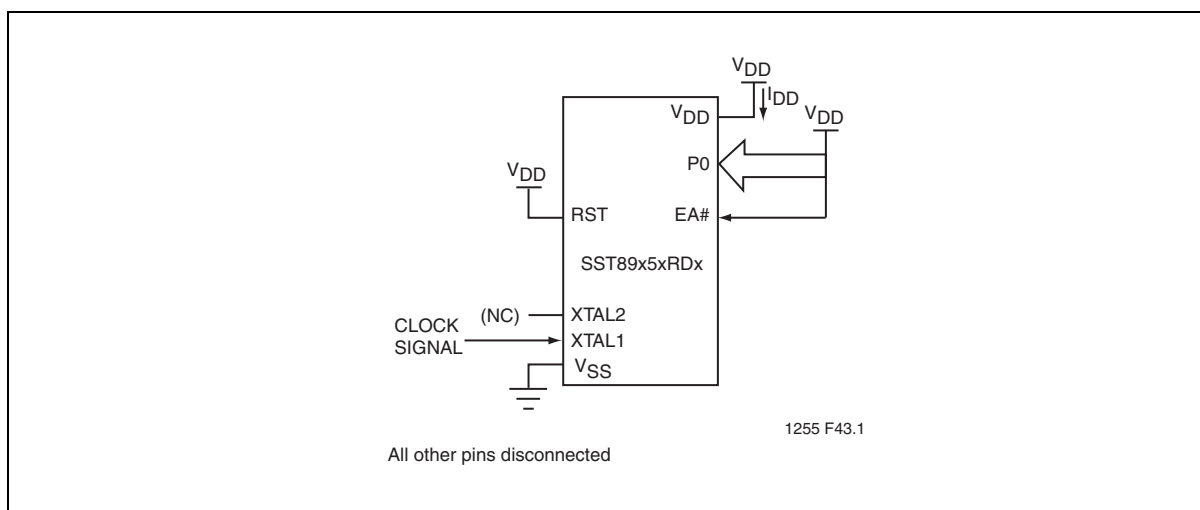 VDD
IDD
VDD
VDD
P0
VDD
RST
EA#
SST89x5xRDx
(NC)
XTAL2
CLOCK
SIGNAL
XTAL1
VSS
1255 F43.1
All other pins disconnected